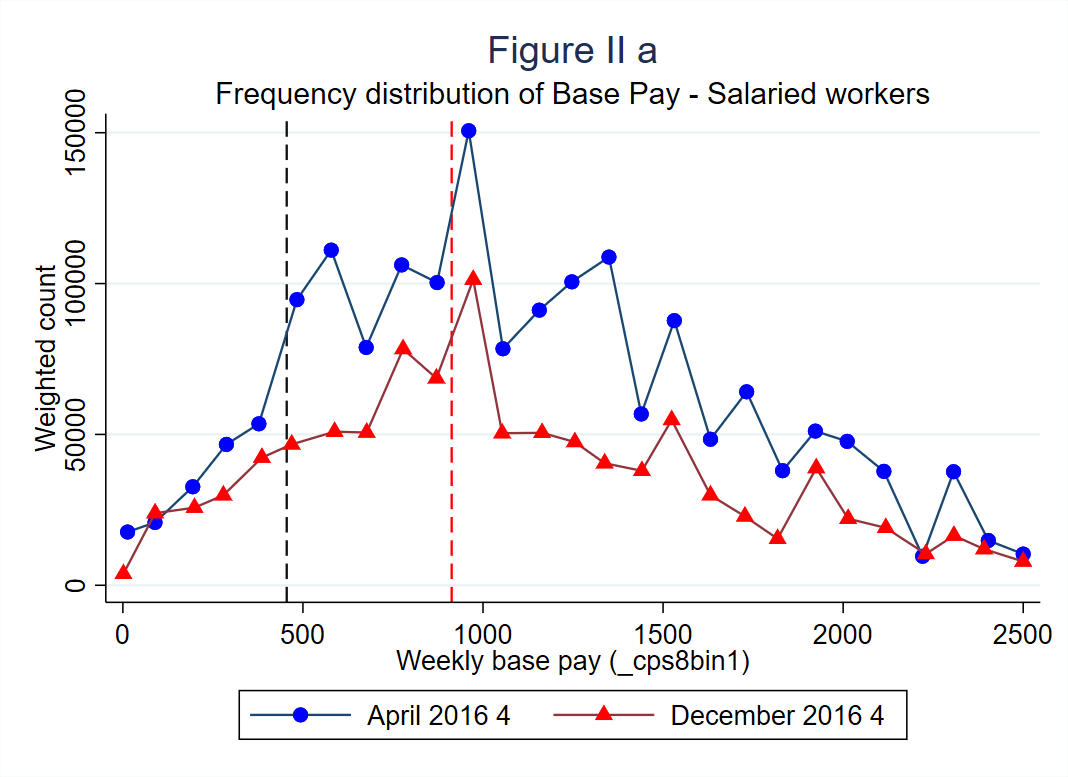 Figure II a
Frequency distribution of Base Pay - Salaried workers
150000
100000
50000
0
Weighted count
0 500 1000 1500 2000 2500
Weekly base pay (_cps8bin1)
April 2016 4 December 2016 4